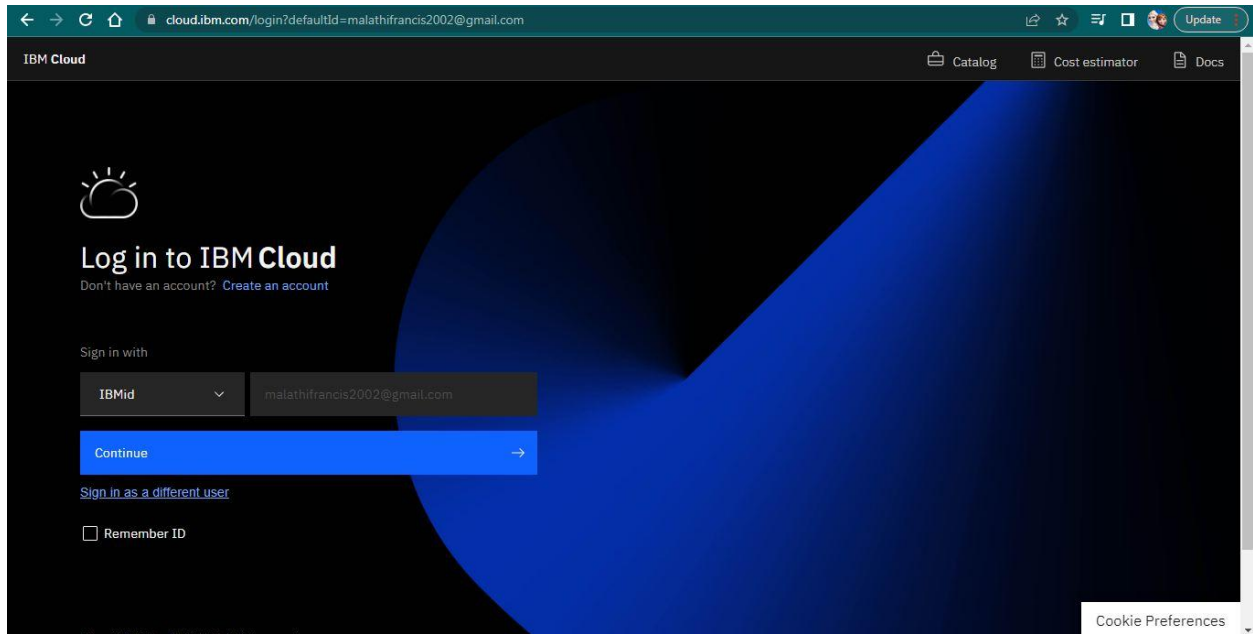 cloud.ibm.com/login?defaultId=malathifrancis2002@gmail.com Update
IBM Cloud Catalog Cost estimator Docs
Log in to IBM Cloud
Don't have an account? Create an account
Sign in with
IBMid malathifrancis2002@gmail.com
Continue
Sign in as a different user
Remember ID
Cookie Preferences